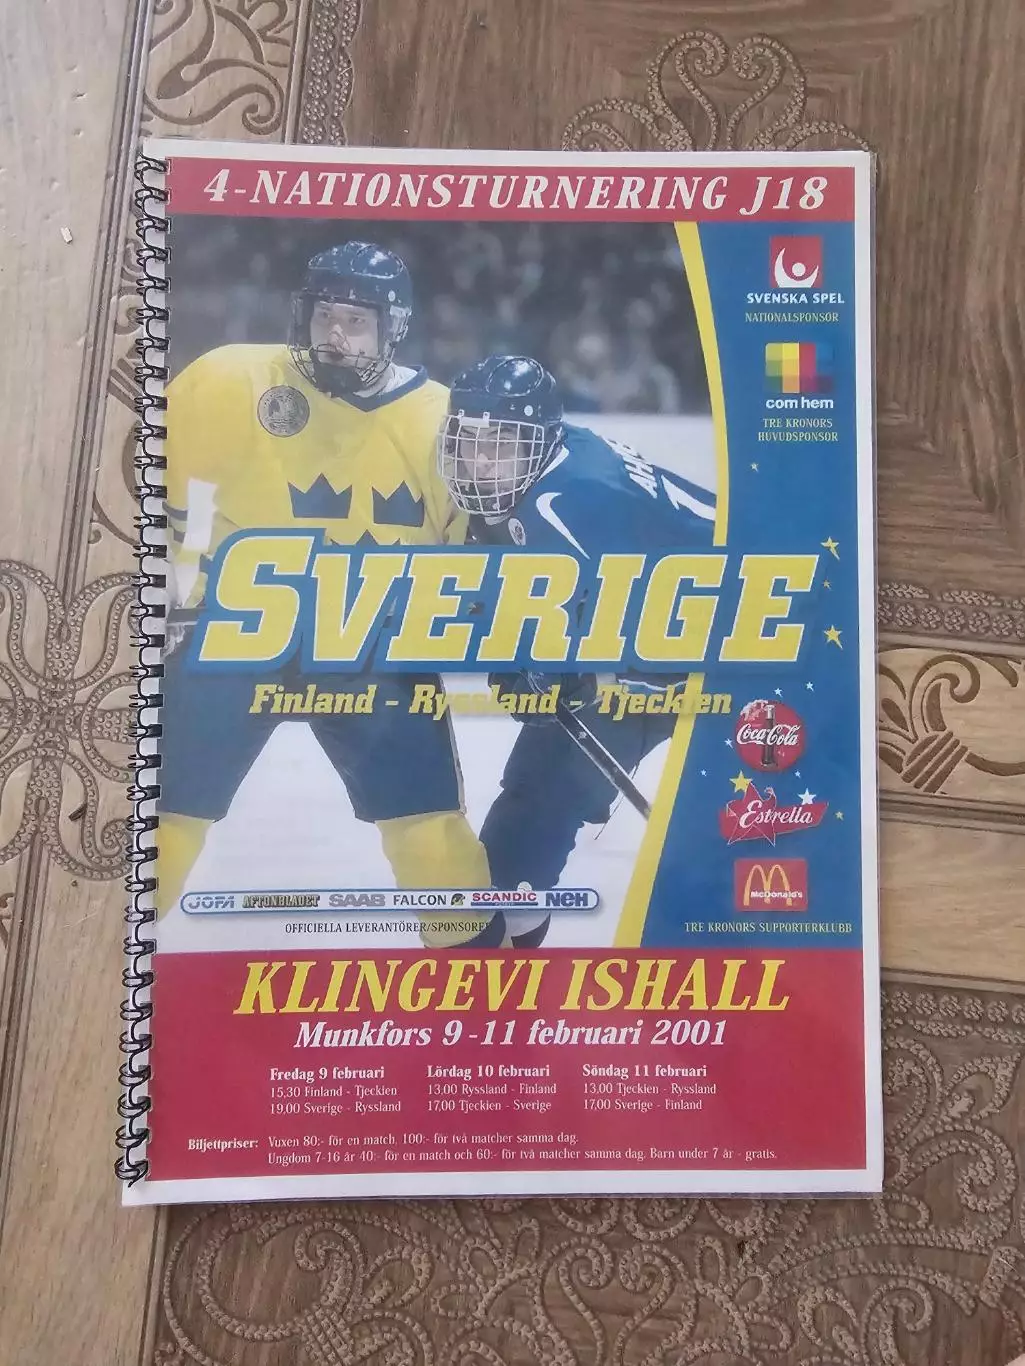 4-NATIONSTURNERING J18
SVENSKA SPEL
NATIONALSPONSOR
com hem
TRE KRONORS
HUVUDSPONSOR
SVERIGE
Finland - Ryssland - Tjeckien
Coca-Cola
Estrella
McDonald's
JOFA AFTONBLADET SAAB FALCON SCANDIC NEH
OFFICIELLA LEVERANTÖRER/SPONSORER
TRE KRONORS SUPPORTERKLUBB
KLINGEVI ISHALL
Munkfors 9-11 februari 2001
Fredag 9 februari
15.30 Finland - Tjeckien
19.00 Sverige - Ryssland
Lördag 10 februari
13.00 Ryssland - Finland
17.00 Tjeckien - Sverige
Söndag 11 februari
13.00 Tjeckien - Ryssland
17.00 Sverige - Finland
Biljettpriser: Vuxen 80:- för en match, 100:- för två matcher samma dag.
Ungdom 7-16 år 40:- för en match och 60:- för två matcher samma dag. Barn under 7 år - gratis.